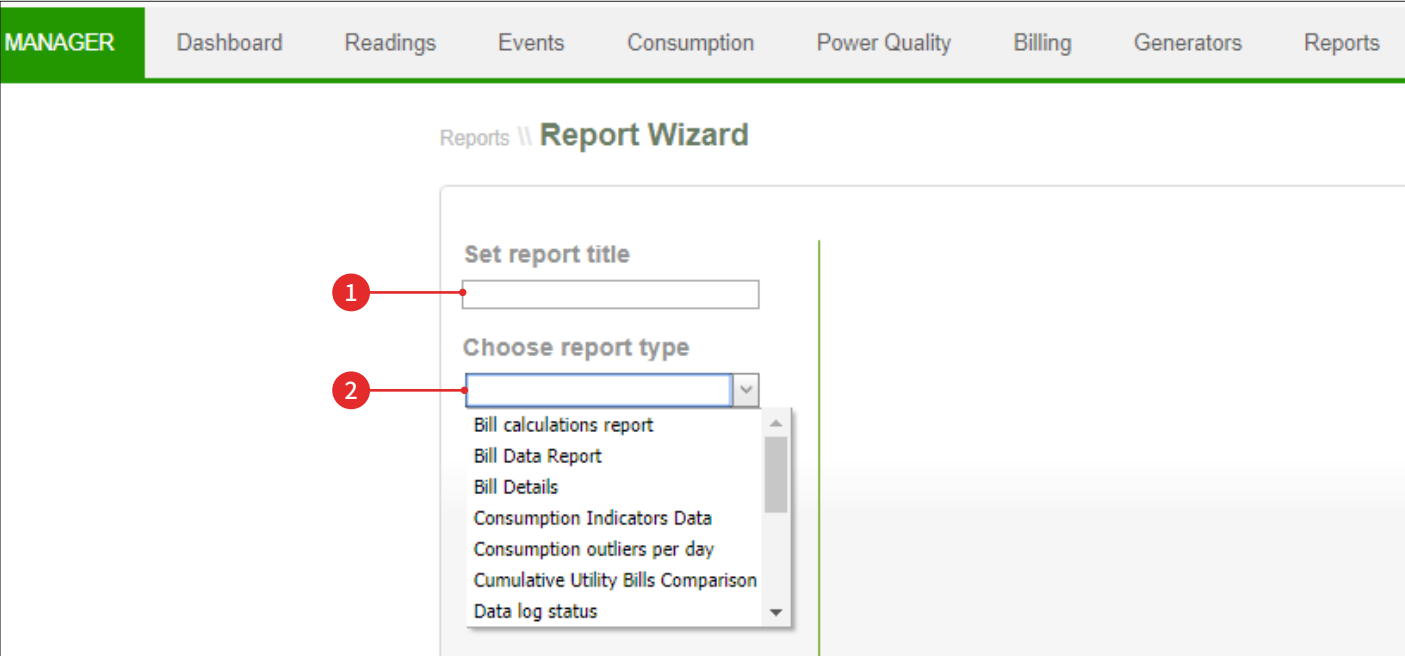 MANAGER Dashboard Readings Events Consumption Power Quality Billing Generators Reports
Reports \\ Report Wizard
Set report title
1
Choose report type
2
Bill calculations report
Bill Data Report
Bill Details
Consumption Indicators Data
Consumption outliers per day
Cumulative Utility Bills Comparison
Data log status